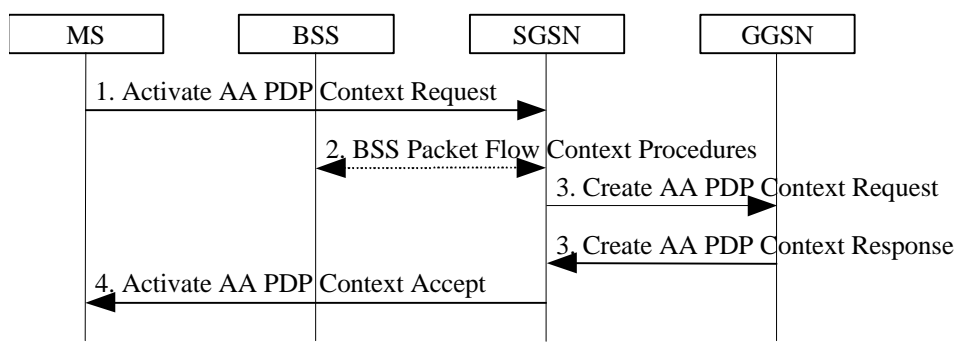 MS BSS SGSN GGSN
1. Activate AA PDP Context Request
2. BSS Packet Flow Context Procedures
3. Create AA PDP Context Request
3. Create AA PDP Context Response
4. Activate AA PDP Context Accept